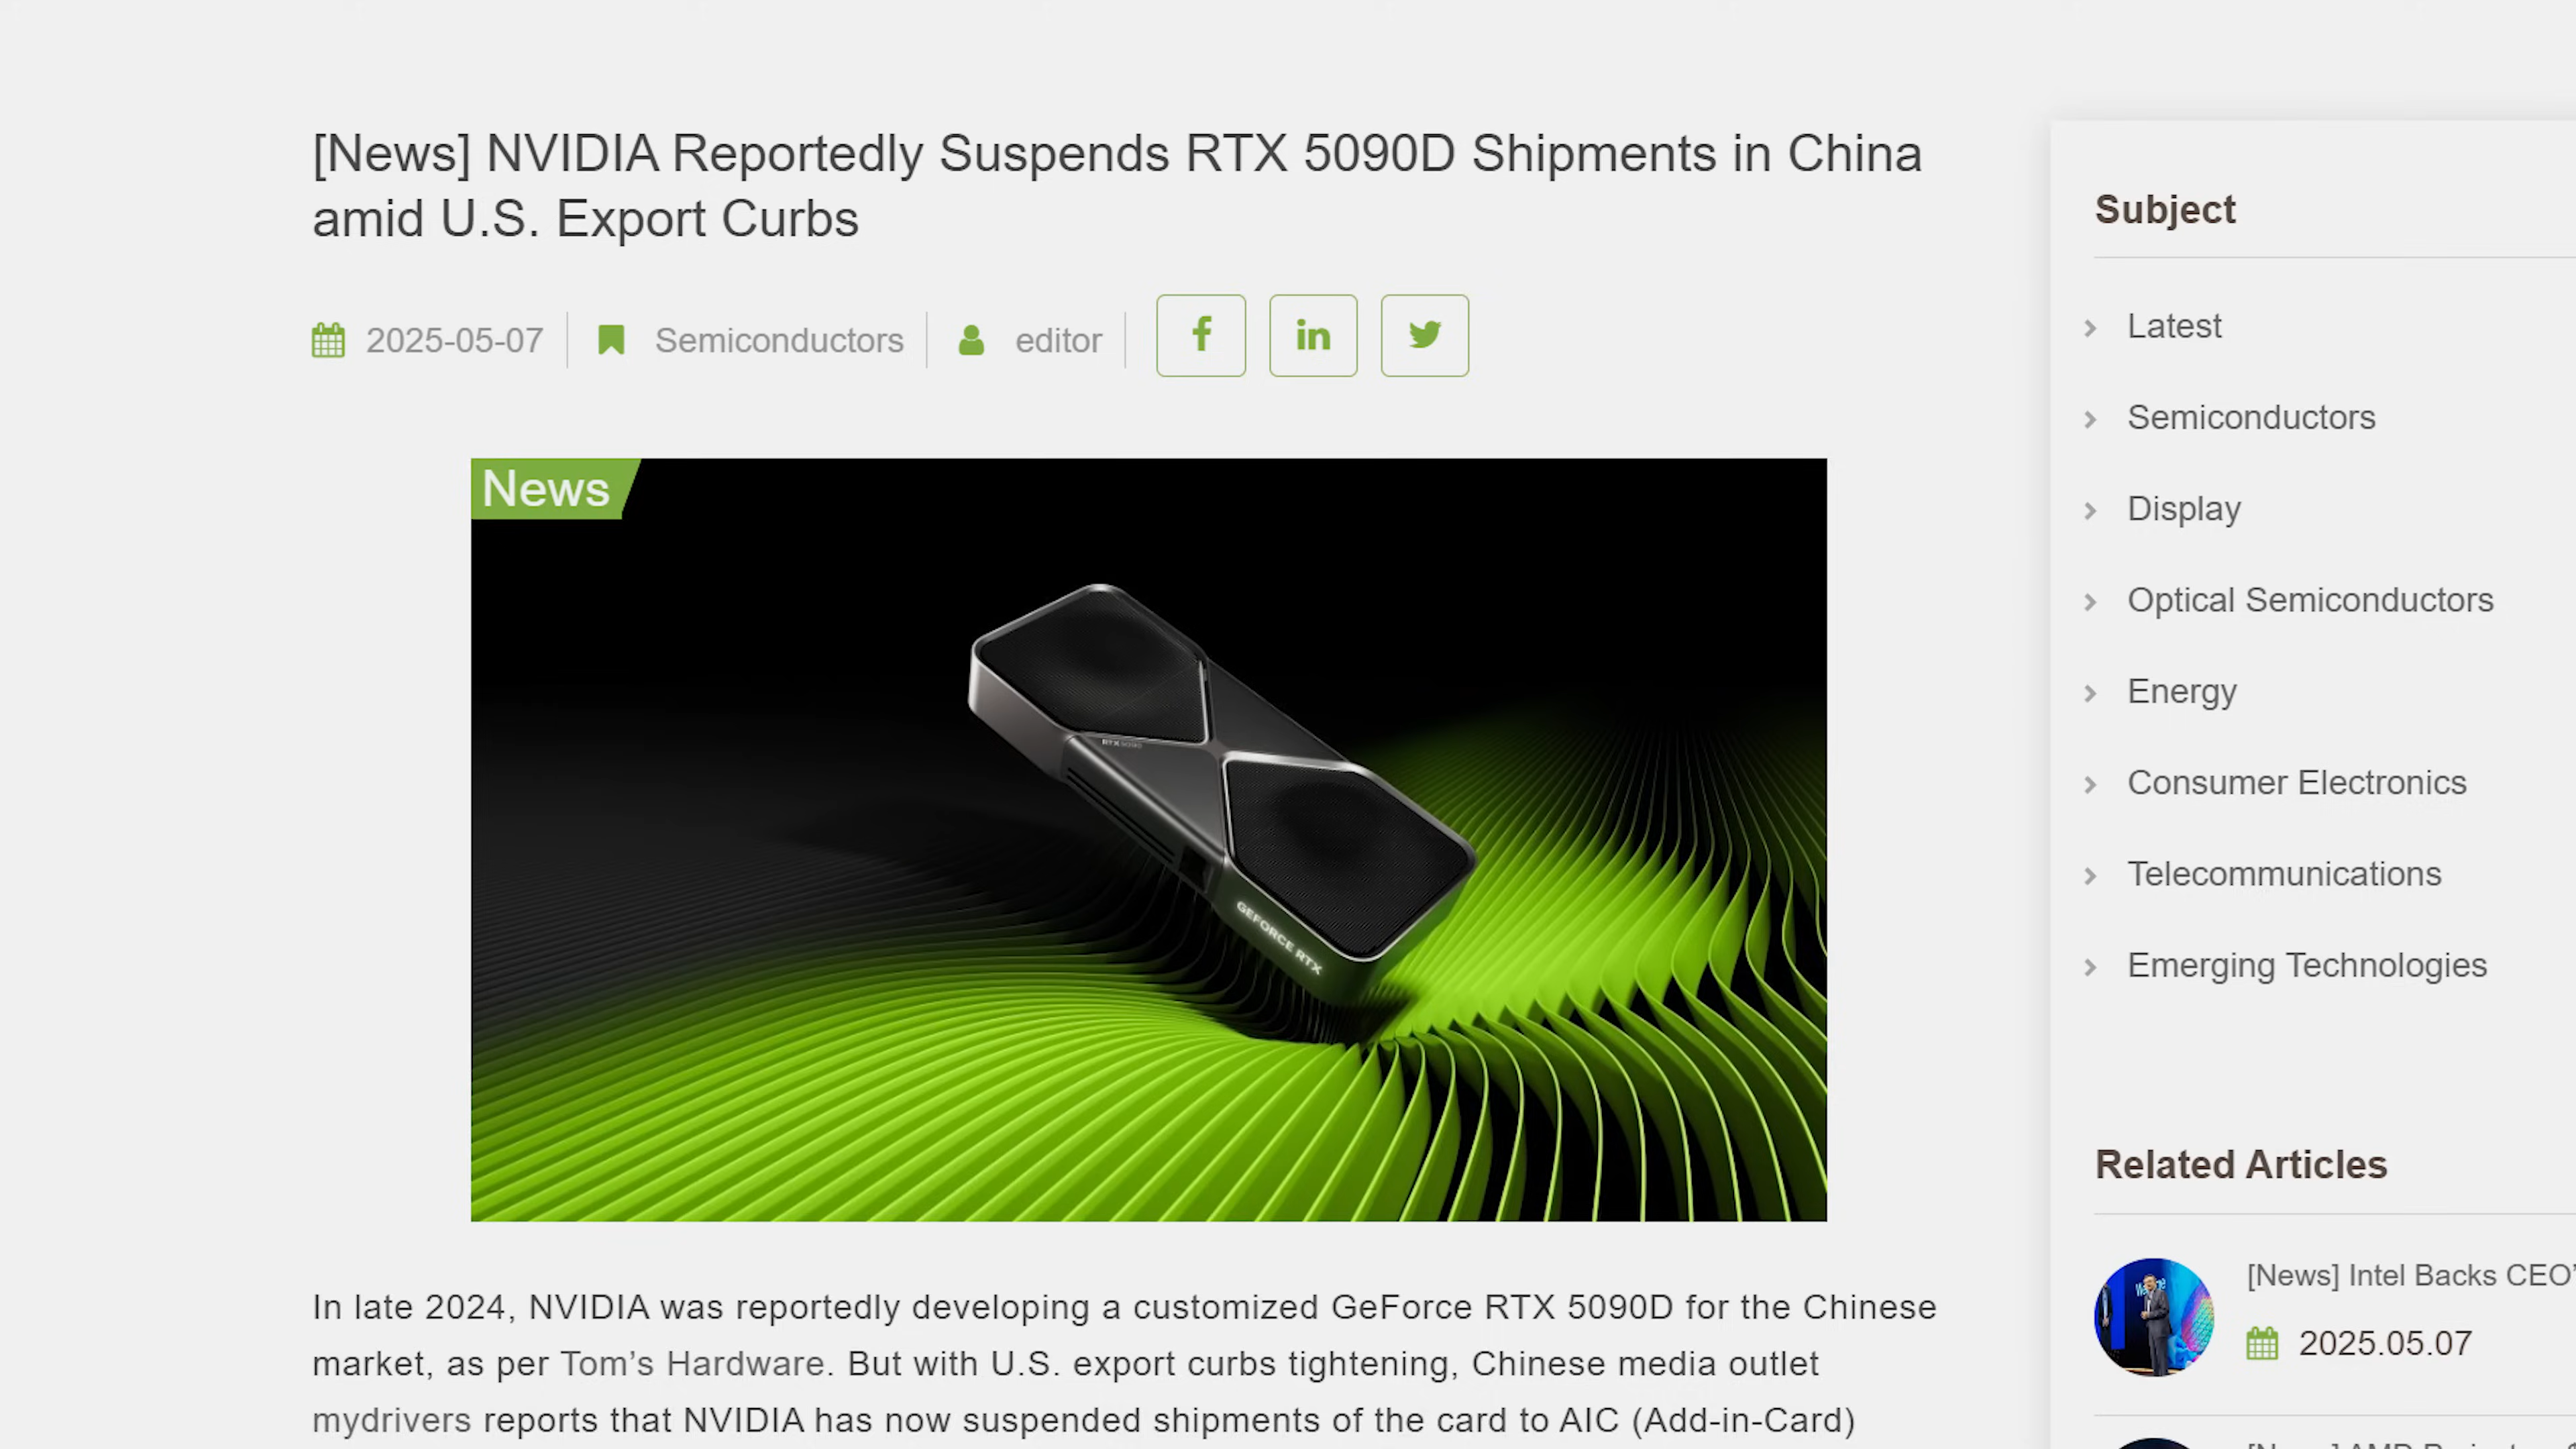 [News] NVIDIA Reportedly Suspends RTX 5090D Shipments in China
amid U.S. Export Curbs
2025-05-07
Semiconductors
editor
News
RTX 5090
GEFORCE RTX
In late 2024, NVIDIA was reportedly developing a customized GeForce RTX 5090D for the Chinese
market, as per Tom’s Hardware. But with U.S. export curbs tightening, Chinese media outlet
mydrivers reports that NVIDIA has now suspended shipments of the card to AIC (Add-in-Card)
Subject
Latest
Semiconductors
Display
Optical Semiconductors
Energy
Consumer Electronics
Telecommunications
Emerging Technologies
Related Articles
[News] Intel Backs CEO’
2025.05.07